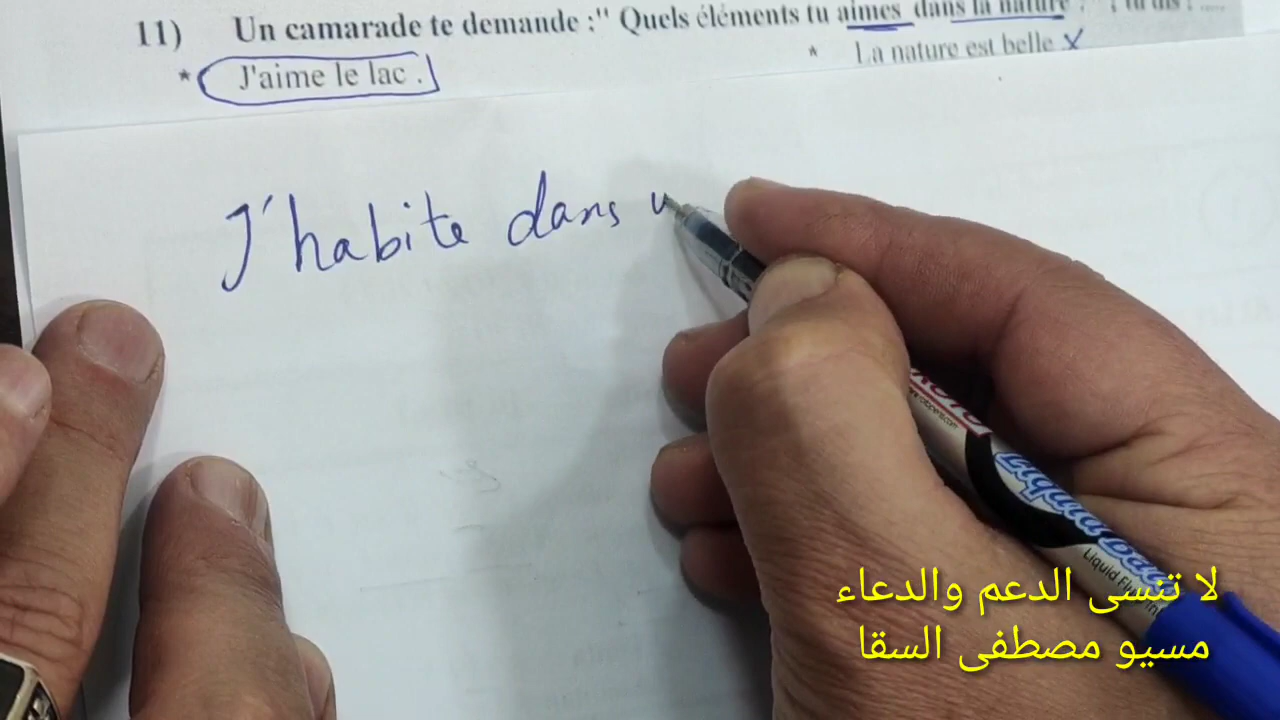 11) Un camarade te demande :" Quels éléments tu aimes dans la nature
* J'aime le lac .
* La nature est belle x
J'habite dans
Liquid
لا تنسى الدعم والدعاء
مسيو مصطفى السقا